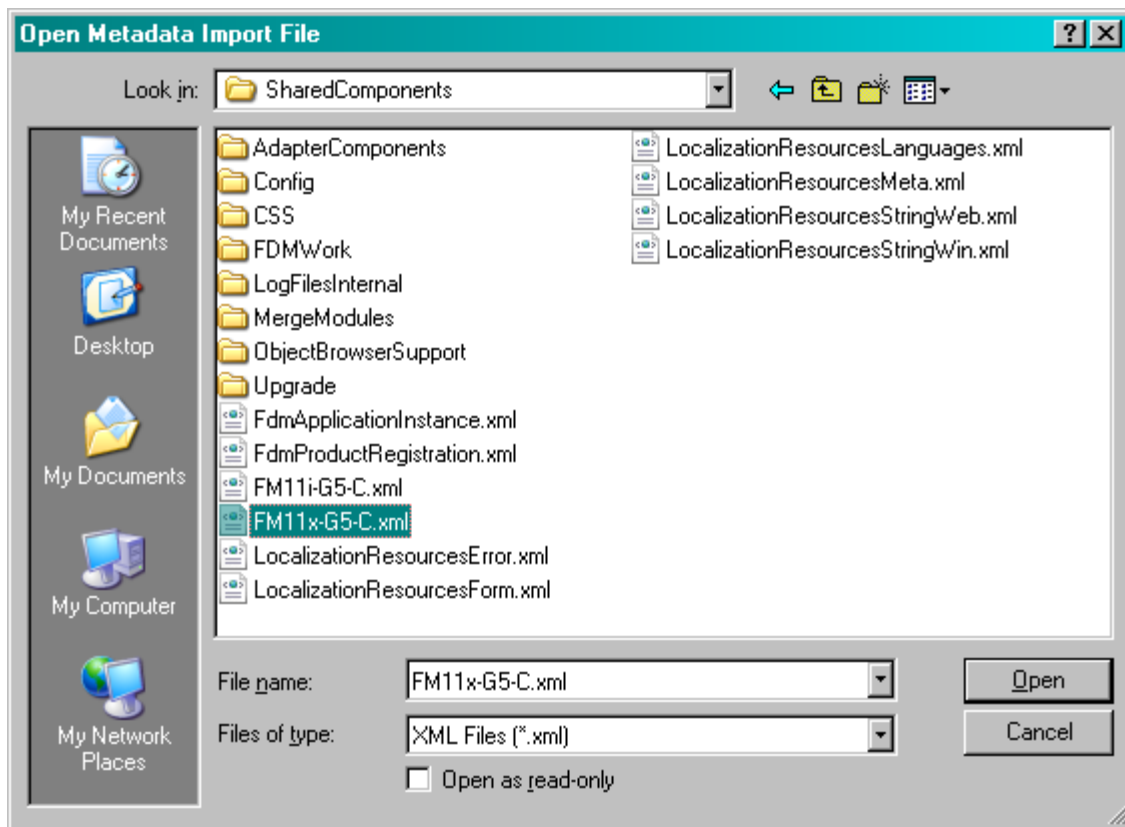 Open Metadata Import File
Look in:
SharedComponents
My Recent
Documents
Desktop
My Documents
My Computer
My Network
Places
AdapterComponents
Config
CSS
FDMWork
LogFilesInternal
MergeModules
ObjectBrowserSupport
Upgrade
FdmApplicationInstance.xml
FdmProductRegistration.xml
FM11i-G5-C.xml
FM11x-G5-C.xml
LocalizationResourcesError.xml
LocalizationResourcesForm.xml
LocalizationResourcesLanguages.xml
LocalizationResourcesMeta.xml
LocalizationResourcesStringWeb.xml
LocalizationResourcesStringWin.xml
File name:
FM11x-G5-C.xml
Open
Files of type:
XML Files (*.xml)
Cancel
Open as read-only